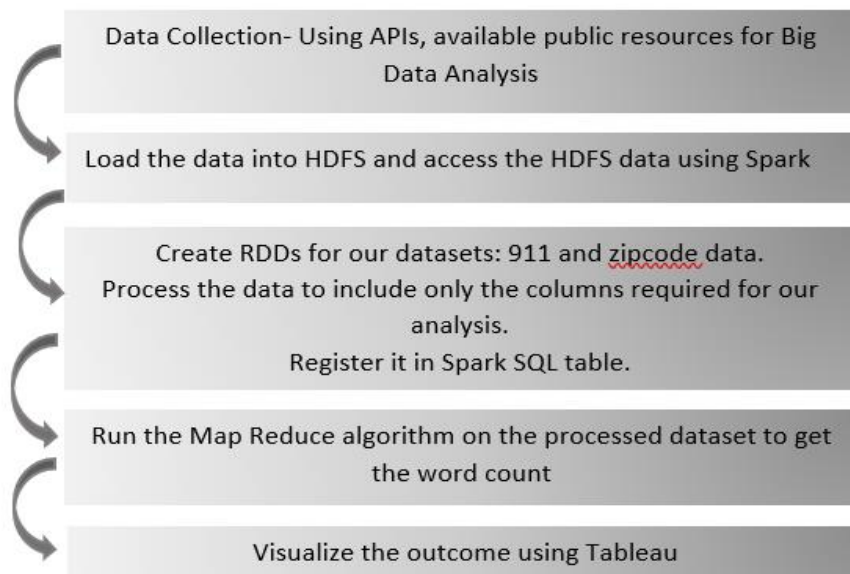 Data Collection- Using APIs, available public resources for Big
Data Analysis
Load the data into HDFS and access the HDFS data using Spark
Create RDDs for our datasets: 911 and zipcode data.
Process the data to include only the columns required for our
analysis.
Register it in Spark SQL table.
Run the Map Reduce algorithm on the processed dataset to get
the word count
Visualize the outcome using Tableau